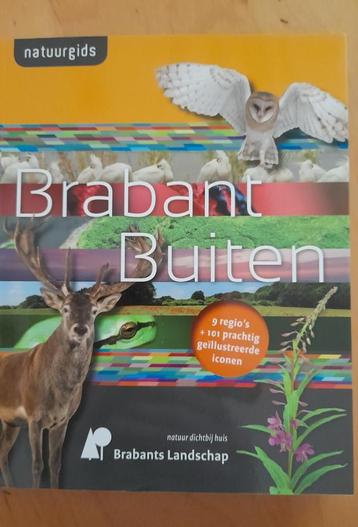 natuurgids
Brabant
Buiten
9 regio's
+ 101 prachtig
geïllustreerde
iconen
natuur dichtbij huis
Brabants Landschap